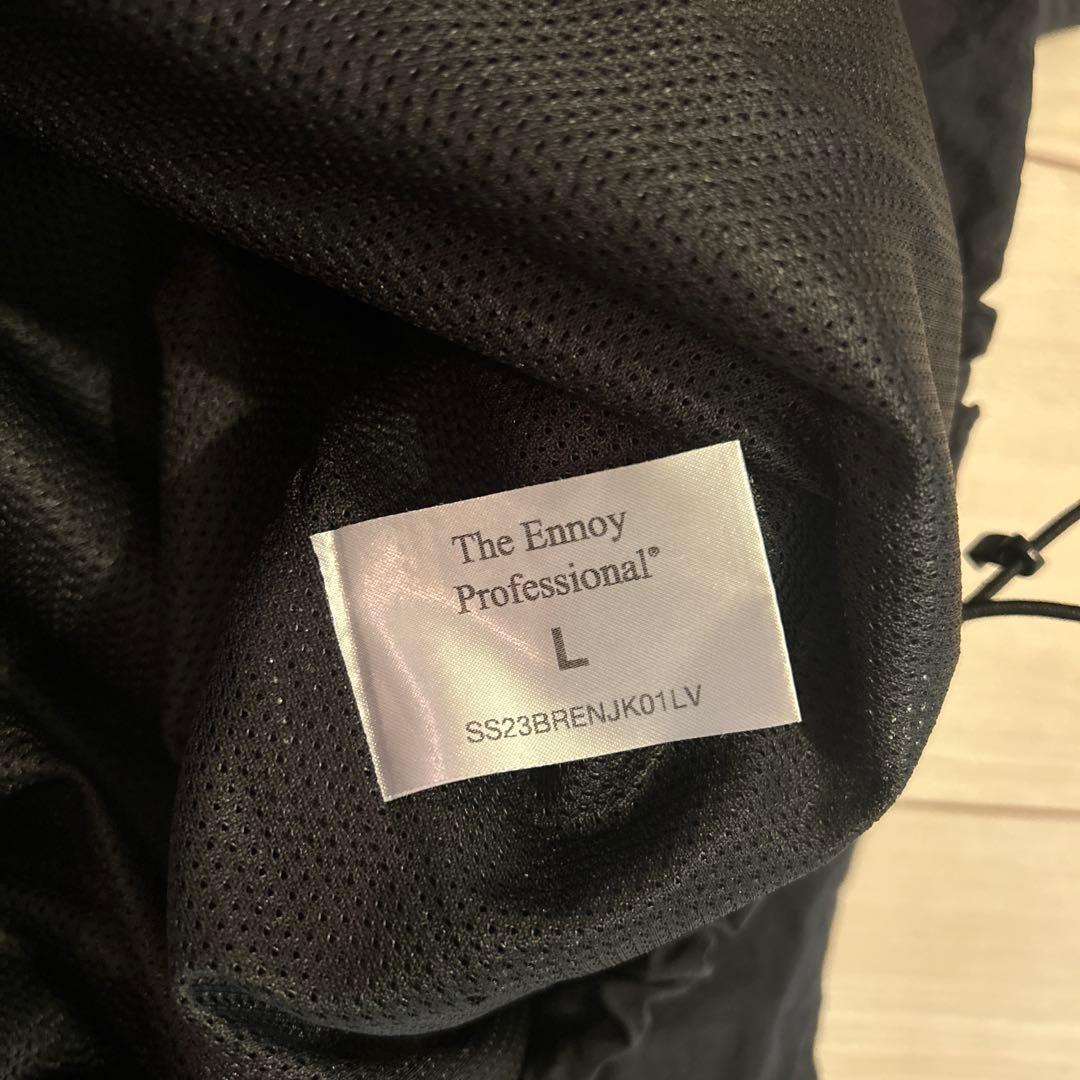 The Ennoy
Professional®
L
SS23BRENJK01LV